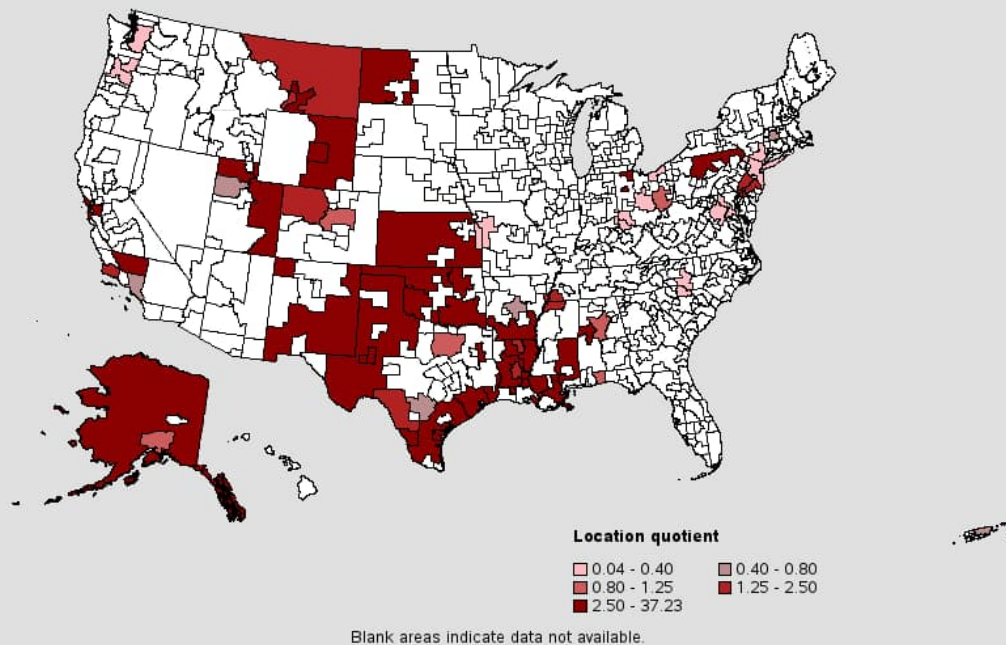 Location quotient
0.04 - 0.40
0.40 - 0.80
0.80 - 1.25
1.25 - 2.50
2.50 - 37.23
Blank areas indicate data not available.